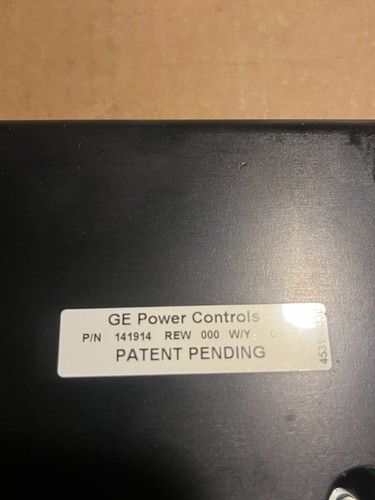 GE Power Controls
P/N 141914 REW 000 W/Y:
PATENT PENDING